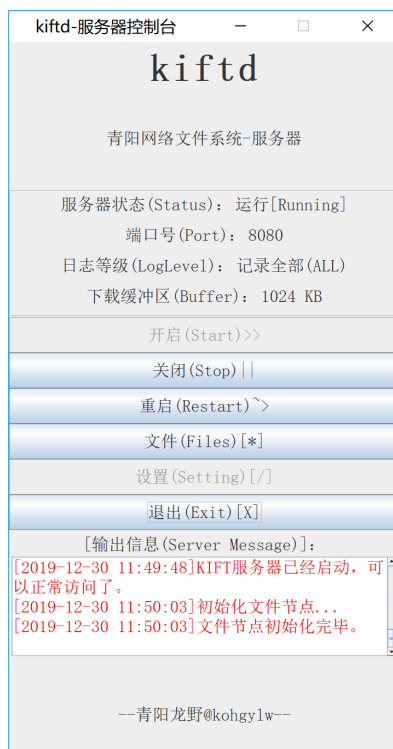 kiftd-服务器控制台
kiftd
青阳网络文件系统-服务器
服务器状态(Status): 运行[Running]
端口号(Port): 8080
日志等级(LogLevel): 记录全部(ALL)
下载缓冲区(Buffer): 1024 KB
开启(Start)>>
关闭(Stop)||
重启(Restart)~>
文件(Files)[*]
设置(Setting)[/]
退出(Exit)[X]
[输出信息(Server Message)]:
[2019-12-30 11:49:48]KIFT服务器已经启动，可
以正常访问了。
[2019-12-30 11:50:03]初始化文件节点...
[2019-12-30 11:50:03]文件节点初始化完毕。
--青阳龙野@kohgylw--